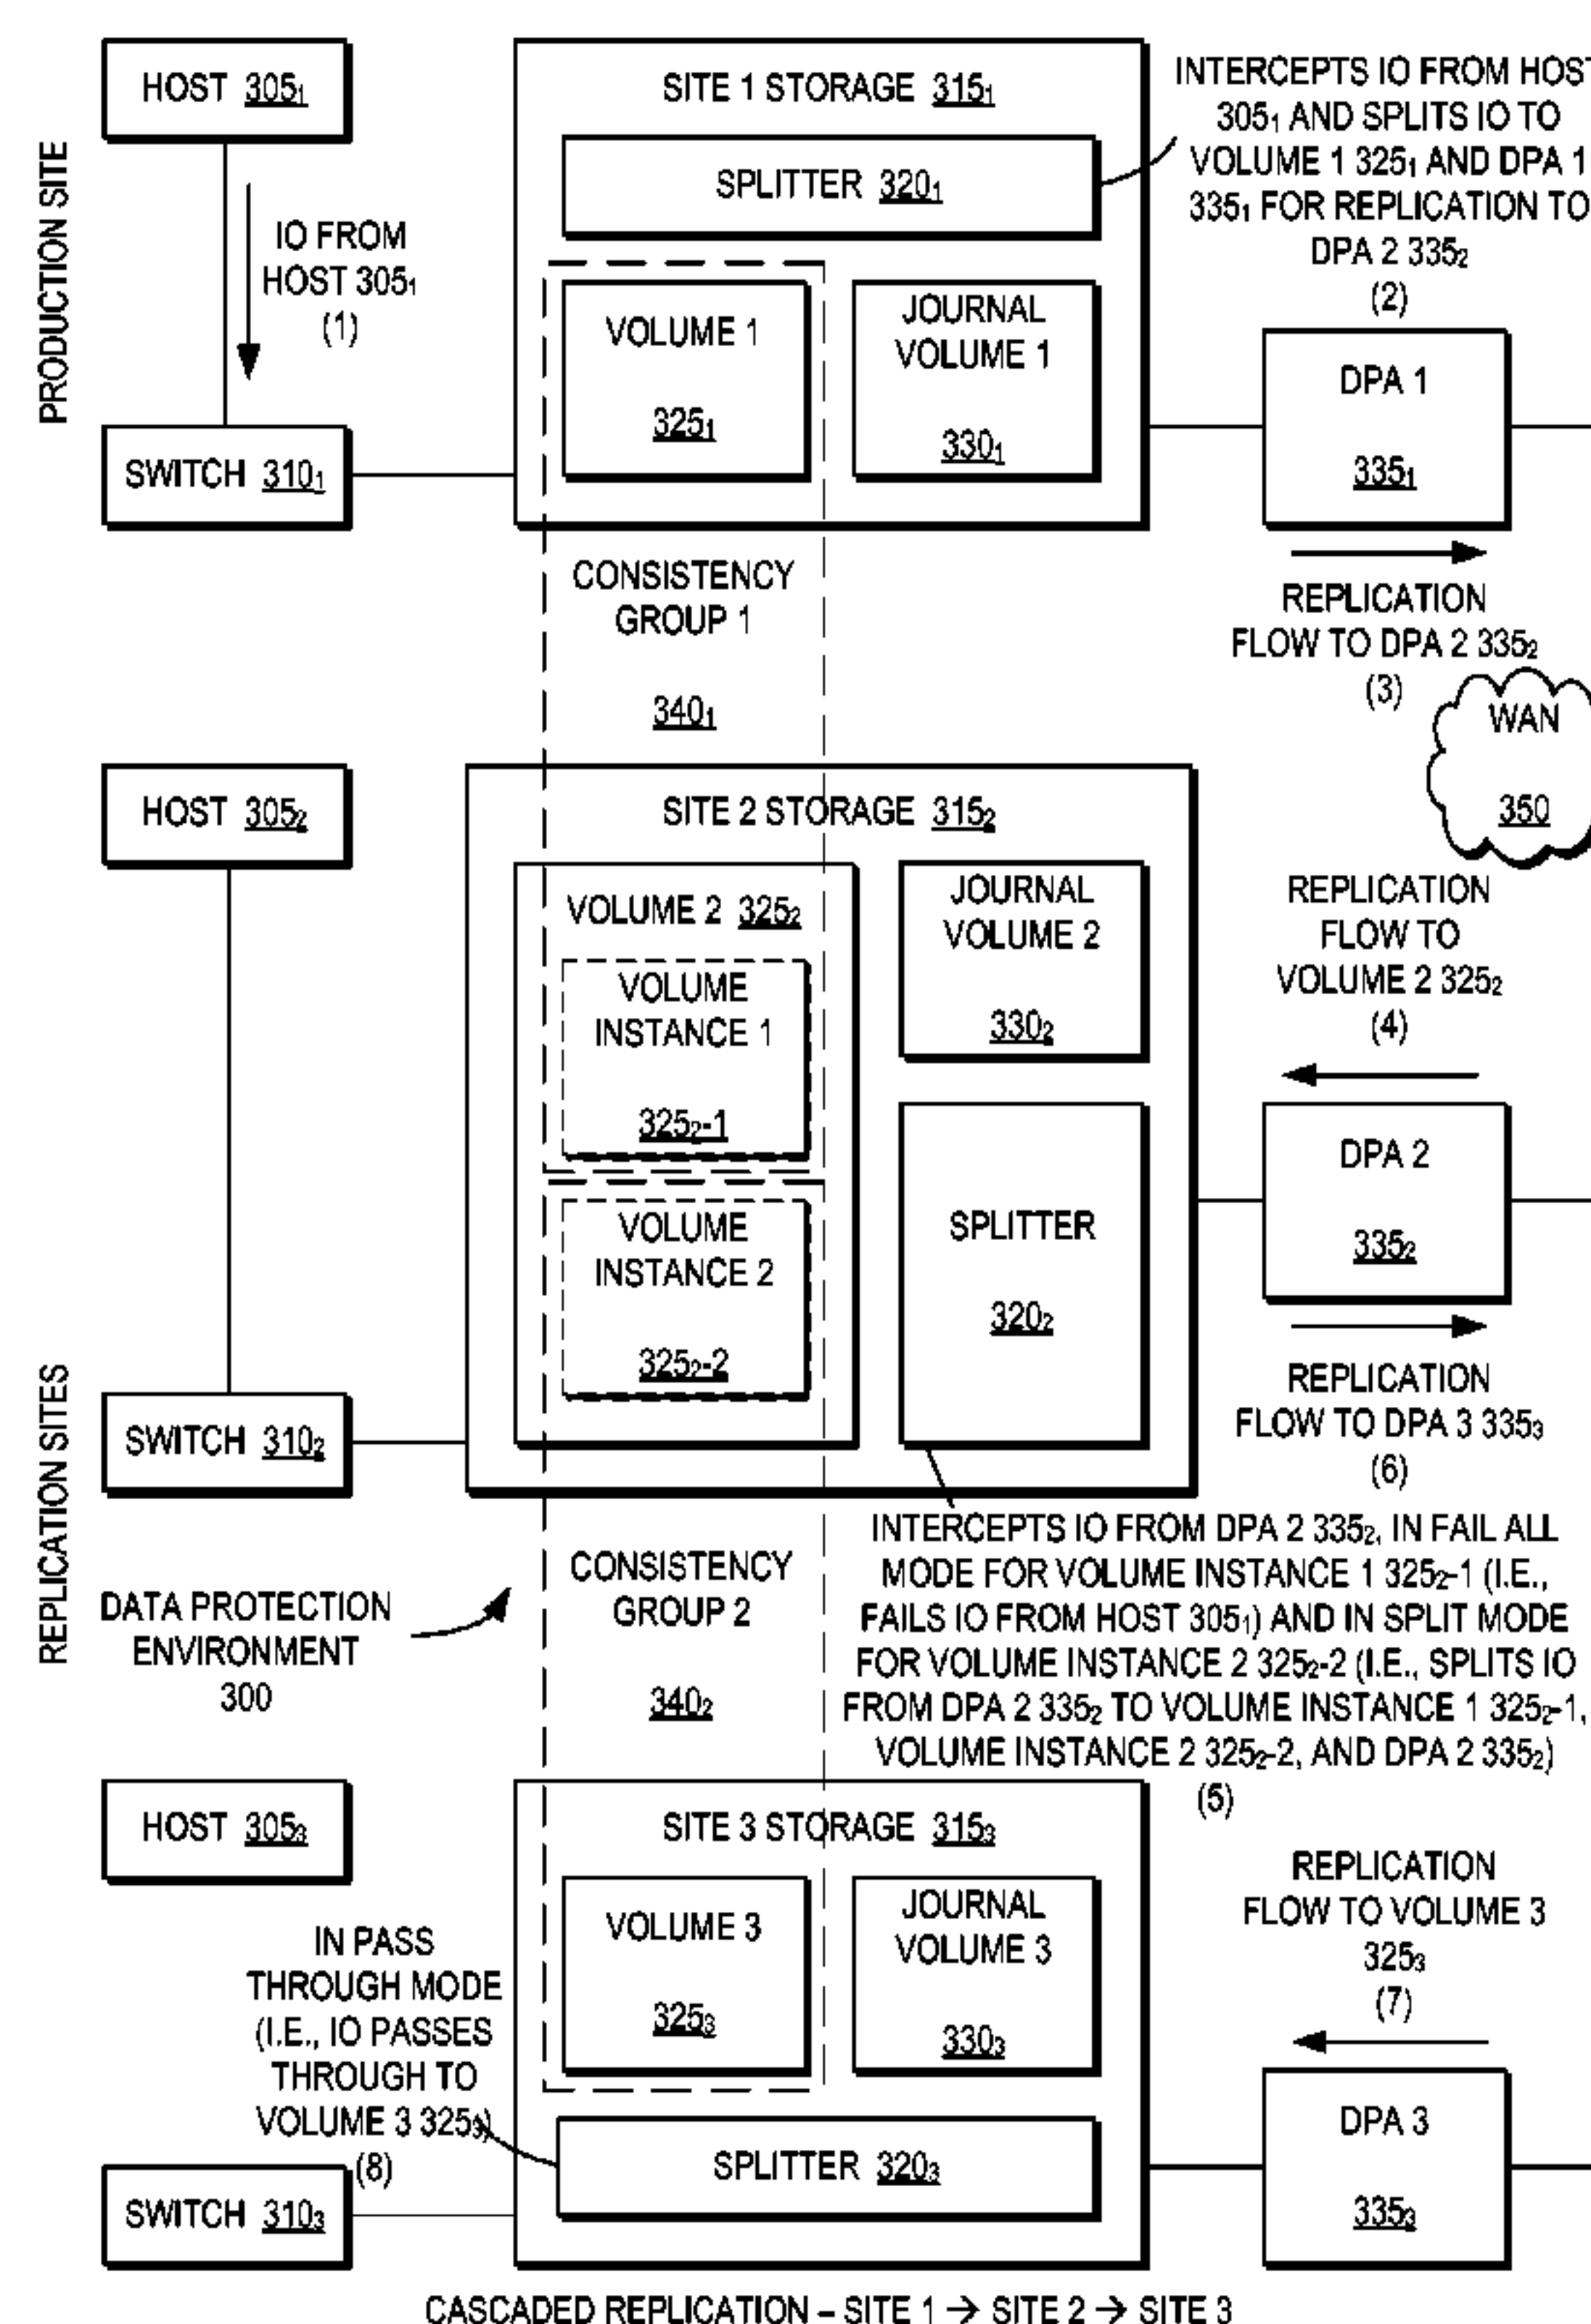 PRODUCTION SITE
HOST 305₁
IO FROM
HOST 305₁
(1)
SWITCH 310₁
SITE 1 STORAGE 315₁
SPLITTER 320₁
VOLUME 1
325₁
JOURNAL
VOLUME 1
330₁
INTERCEPTS IO FROM HOST
305₁ AND SPLITS IO TO
VOLUME 1 325₁ AND DPA 1
335₁ FOR REPLICATION TO
DPA 2 335₂
(2)
DPA 1
335₁
REPLICATION
FLOW TO DPA 2 335₂
(3)
CONSISTENCY
GROUP 1
340₁
WAN
350
REPLICATION SITES
HOST 305₂
SWITCH 310₂
SITE 2 STORAGE 315₂
VOLUME 2 325₂
VOLUME
INSTANCE 1
325₂-1
VOLUME
INSTANCE 2
325₂-2
JOURNAL
VOLUME 2
330₂
SPLITTER
320₂
REPLICATION
FLOW TO
VOLUME 2 325₂
(4)
DPA 2
335₂
REPLICATION
FLOW TO DPA 3 335₃
(6)
INTERCEPTS IO FROM DPA 2 335₂, IN FAIL ALL
MODE FOR VOLUME INSTANCE 1 325₂-1 (I.E.,
FAILS IO FROM HOST 305₁) AND IN SPLIT MODE
FOR VOLUME INSTANCE 2 325₂-2 (I.E., SPLITS IO
FROM DPA 2 335₂ TO VOLUME INSTANCE 1 325₂-1,
VOLUME INSTANCE 2 325₂-2, AND DPA 2 335₂)
(5)
CONSISTENCY
GROUP 2
340₂
DATA PROTECTION
ENVIRONMENT
300
HOST 305₃
IN PASS
THROUGH MODE
(I.E., IO PASSES
THROUGH TO
VOLUME 3 325₃)
(8)
SWITCH 310₃
SITE 3 STORAGE 315₃
VOLUME 3
325₃
JOURNAL
VOLUME 3
330₃
SPLITTER 320₃
REPLICATION
FLOW TO VOLUME 3
325₃
(7)
DPA 3
335₃
CASCADED REPLICATION – SITE 1 → SITE 2 → SITE 3